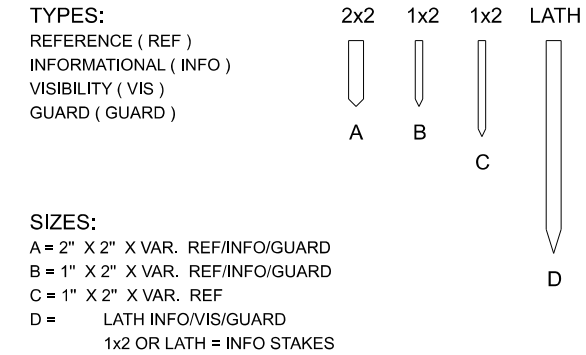 TYPES:
REFERENCE ( REF )
INFORMATIONAL ( INFO )
VISIBILITY ( VIS )
GUARD ( GUARD )
2x2 1x2 1x2 LATH
A B
C
D
SIZES:
A = 2" X 2" X VAR. REF/INFO/GUARD
B = 1" X 2" X VAR. REF/INFO/GUARD
C = 1" X 2" X VAR. REF
D = LATH INFO/VIS/GUARD
1x2 OR LATH = INFO STAKES